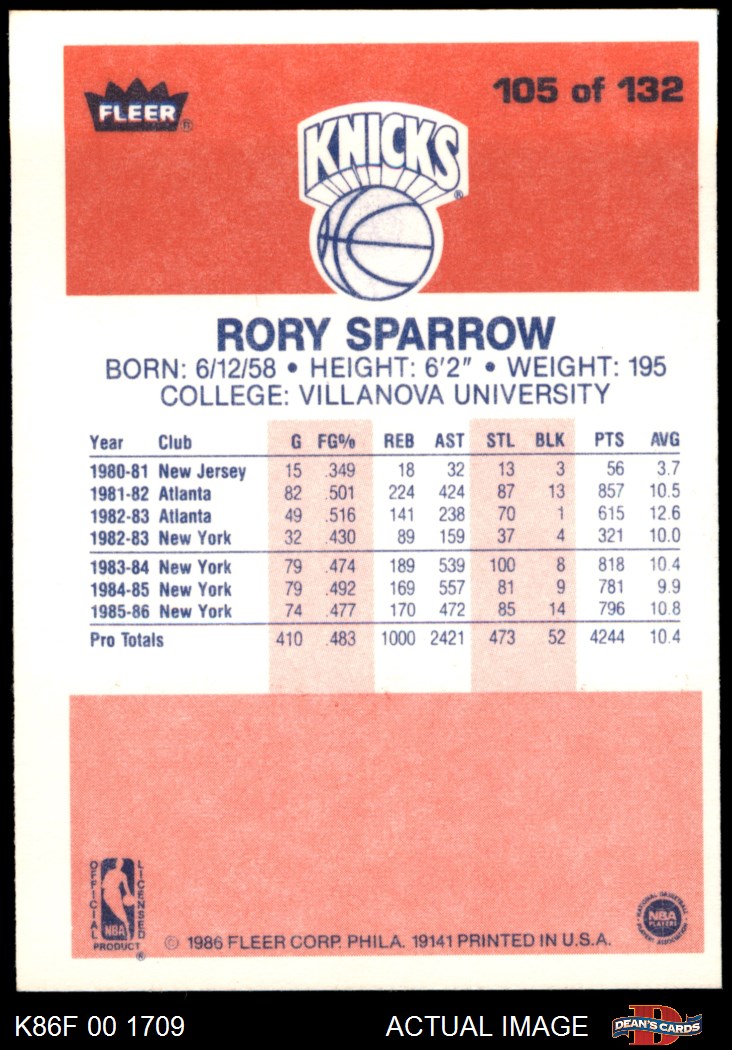 FLEER®
105 of 132
KNICKS®
RORY SPARROW
BORN: 6/12/58 • HEIGHT: 6'2" • WEIGHT: 195
COLLEGE: VILLANOVA UNIVERSITY
Year Club G FG% REB AST STL BLK PTS AVG
1980-81 New Jersey 15 .349 18 32 13 3 56 3.7
1981-82 Atlanta 82 .501 224 424 87 13 857 10.5
1982-83 Atlanta 49 .516 141 238 70 1 615 12.6
1982-83 New York 32 .430 89 159 37 4 321 10.0
1983-84 New York 79 .474 189 539 100 8 818 10.4
1984-85 New York 79 .492 169 557 81 9 781 9.9
1985-86 New York 74 .477 170 472 85 14 796 10.8
Pro Totals 410 .483 1000 2421 473 52 4244 10.4
OFFICIAL LICENSED
NBA
PRODUCT®
© 1986 FLEER CORP. PHILA. 19141 PRINTED IN U.S.A.
NATIONAL BASKETBALL
NBA
PLAYERS
PLAYERS ASSOCIATION
K86F 00 1709
ACTUAL IMAGE
D
DEAN'S CARDS